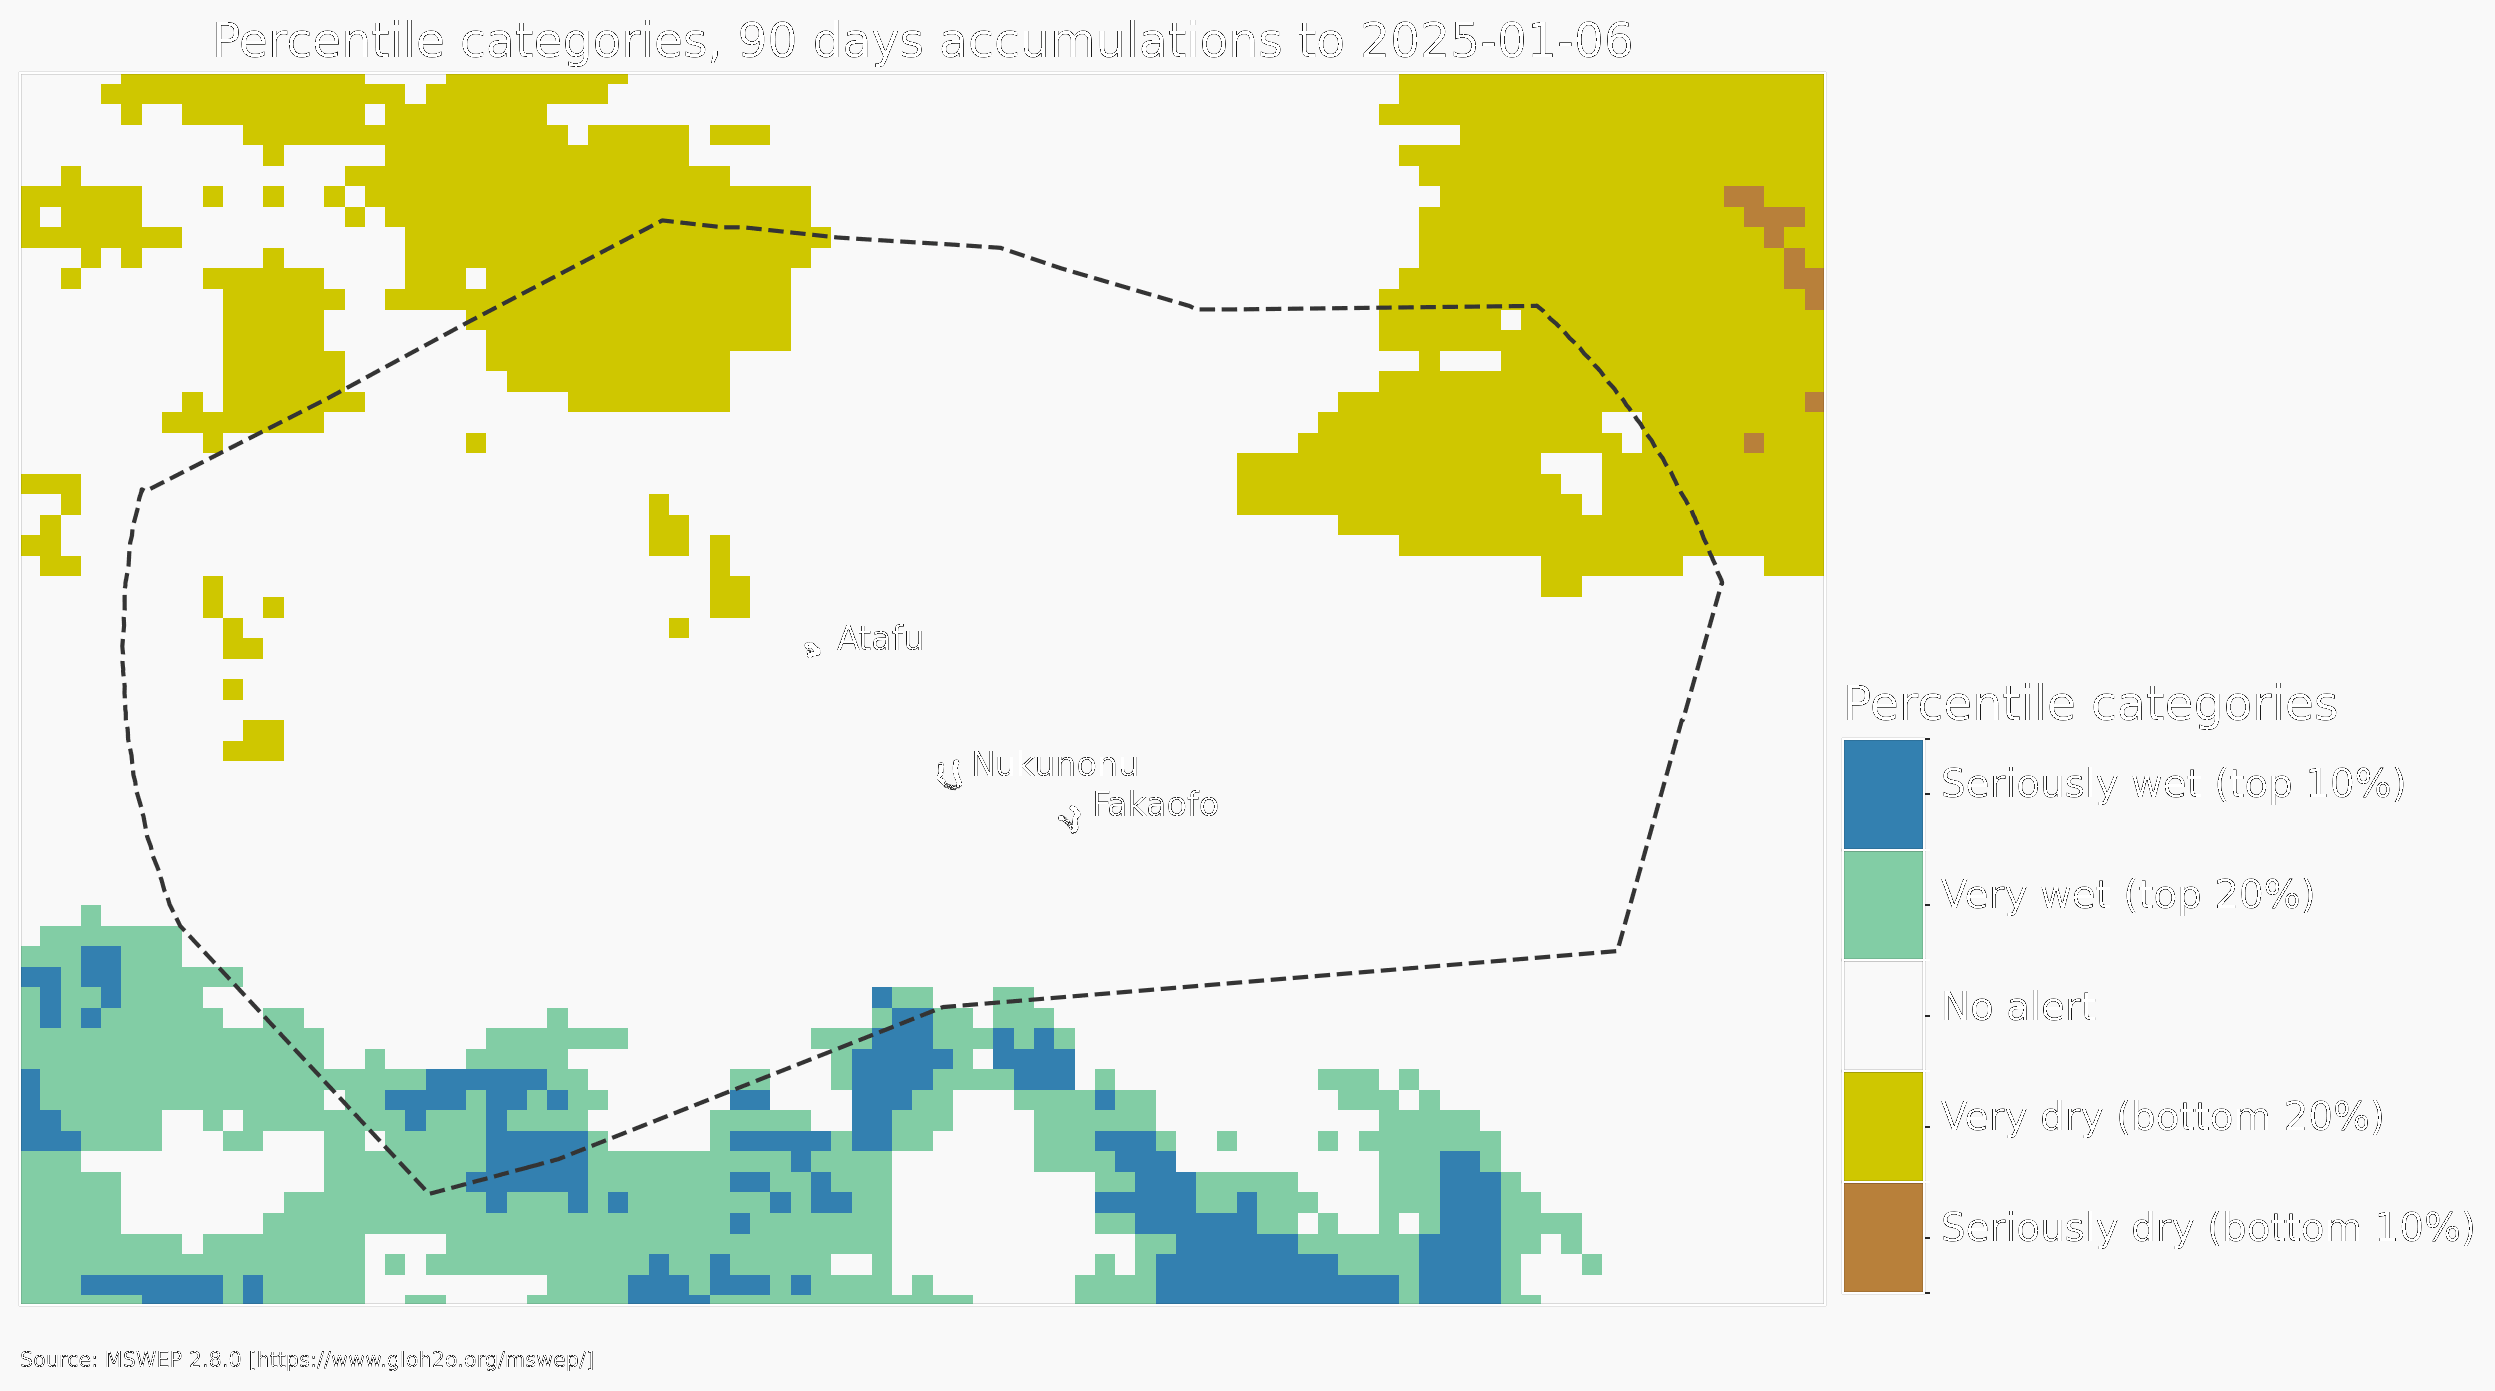 Percentile categories, 90 days accumulations to 2025-01-06
Atafu
Nukunonu
Fakaofo
Percentile categories
Seriously wet (top 10%)
Very wet (top 20%)
No alert
Very dry (bottom 20%)
Seriously dry (bottom 10%)
Source: MSWEP 2.8.0 [https://www.gloh2o.org/mswep/]